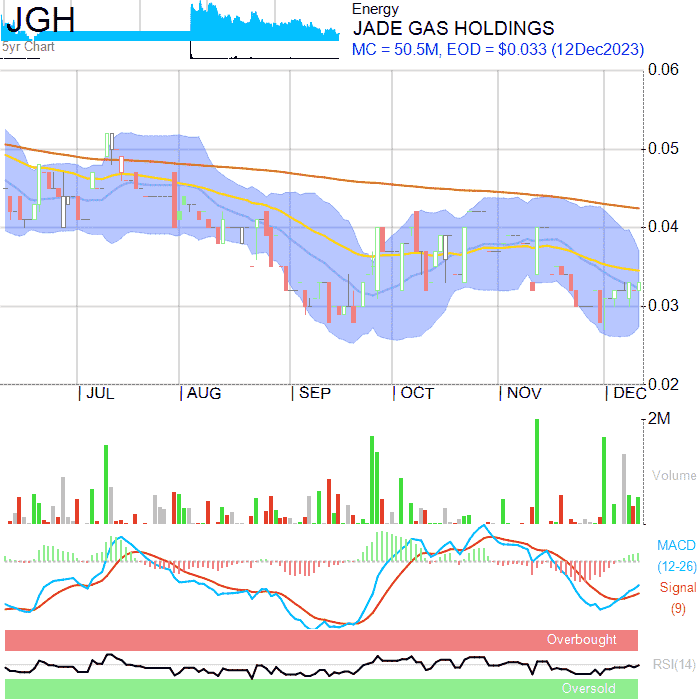 JGH
5yr Chart
Energy
JADE GAS HOLDINGS
MC = 50.5M, EOD = $0.033 (12Dec2023)
0.06
0.05
0.04
0.03
0.02
| JUL | AUG | SEP | OCT | NOV | DEC
2M
Volume
MACD
(12-26)
Signal
(9)
Overbought
RSI(14)
Oversold